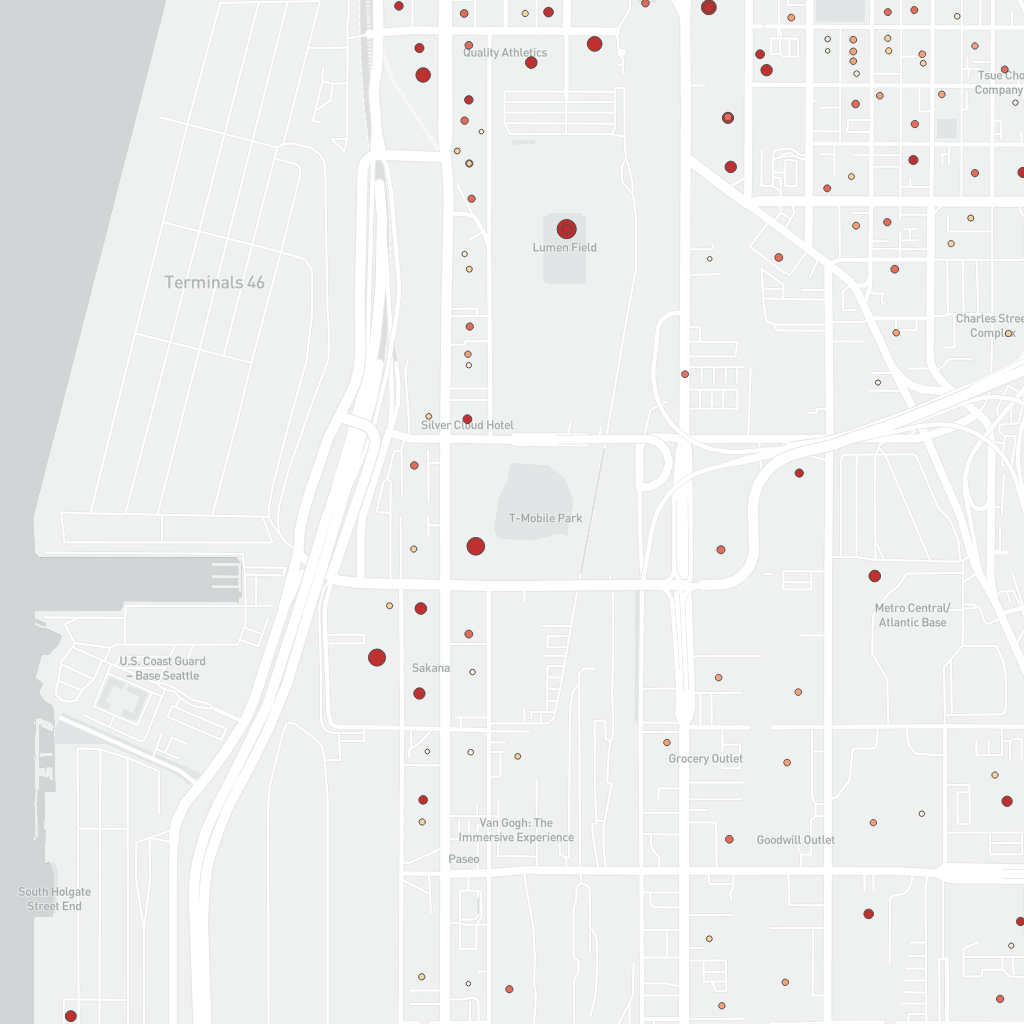 Quality Athletics
Tsue Cho
Company
Lumen Field
Terminals 46
Charles Stree
Complex
Silver Cloud Hotel
T-Mobile Park
Metro Central/
Atlantic Base
U.S. Coast Guard
– Base Seattle
Sakana
Grocery Outlet
Van Gogh: The
Immersive Experience
Goodwill Outlet
Paseo
South Holgate
Street End